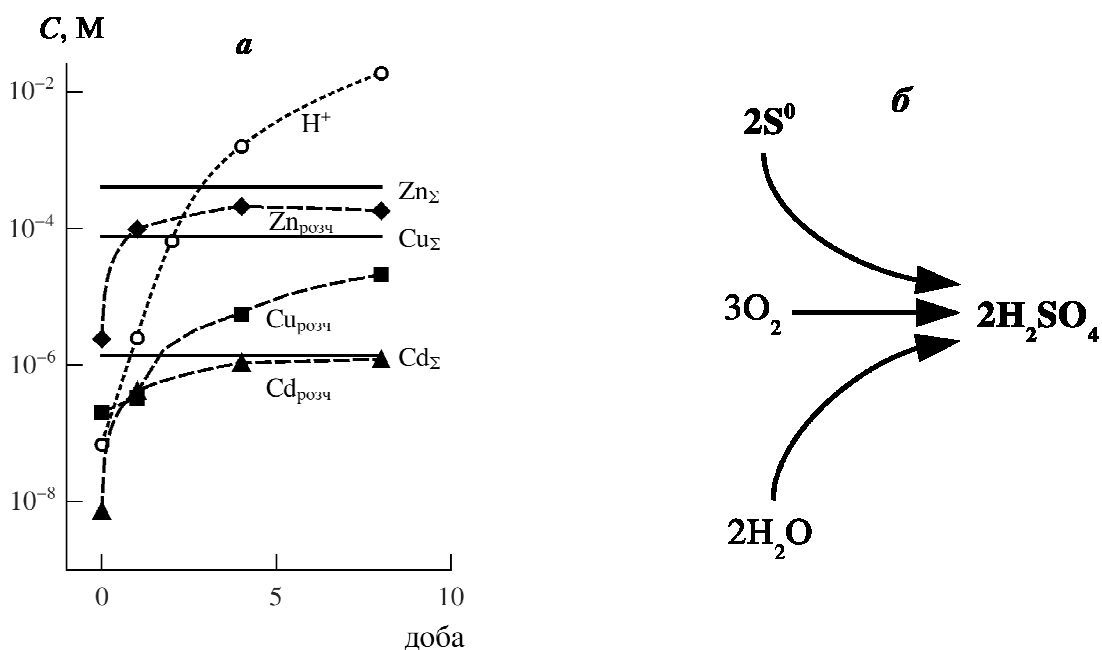 C, М
а
10⁻²
10⁻⁴
10⁻⁶
10⁻⁸
H⁺
Zn_Σ
Zn_розч
Cu_Σ
Cu_розч
Cd_Σ
Cd_розч
0 5 10
доба
б
2S⁰
3O₂
2H₂SO₄
2H₂O